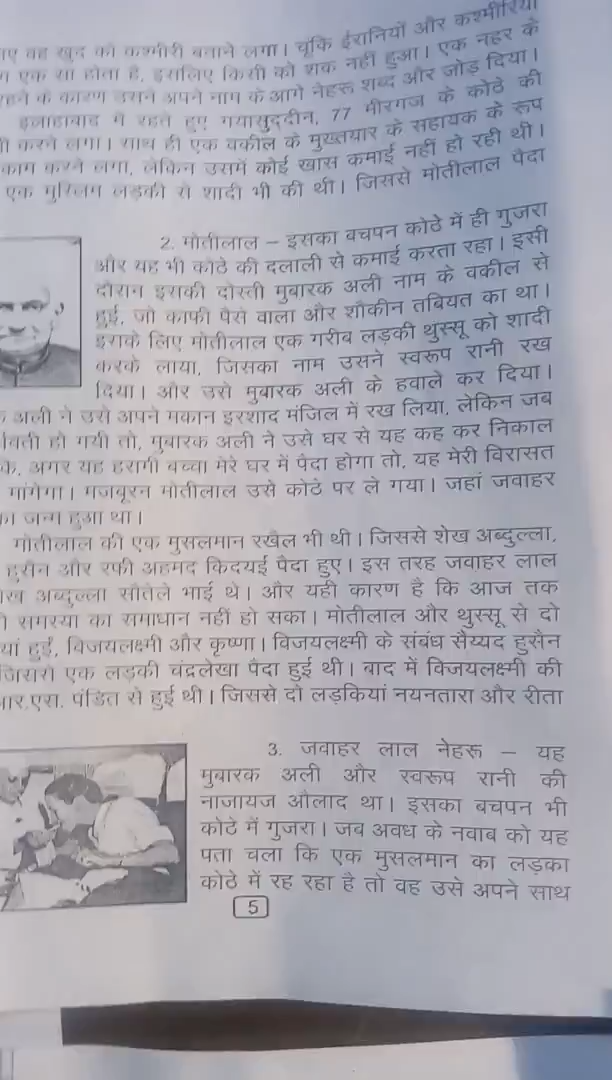 वह खुद को कश्मीरी बताने लगा। चूंकि ईरानियों और कश्मीरियों
एक सा होता है, इसलिए किसी को शक नहीं हुआ। एक नहर के
रहने के कारण उसने अपने नाम के आगे नेहरू शब्द और जोड़ दिया।
इलाहाबाद में रहते हुए गयासुद्दीन, 77 मीरगंज के कोठे की
करने लगा। साथ ही एक वकील के मुख्तयार के सहायक के रूप
काम करने लगा, लेकिन उसमें कोई खास कमाई नहीं हो रही थी।
एक मुस्लिम लड़की से शादी भी की थी। जिससे मोतीलाल पैदा
2. मोतीलाल – इसका बचपन कोठे में ही गुजरा
और यह भी कोठे की दलाली से कमाई करता रहा। इसी
दौरान इसकी दोस्ती मुबारक अली नाम के वकील से
हुई, जो काफी पैसे वाला और शौकीन तबियत का था।
इसके लिए मोतीलाल एक गरीब लड़की थुस्सू को शादी
करके लाया, जिसका नाम उसने स्वरूप रानी रख
दिया। और उसे मुबारक अली के हवाले कर दिया।
अली ने उसे अपने मकान इरशाद मंजिल में रख लिया, लेकिन जब
हो गयी तो, मुबारक अली ने उसे घर से यह कह कर निकाल
अगर यह हरामी बच्चा मेरे घर में पैदा होगा तो, यह मेरी विरासत
मांगेगा। मजबूरन मोतीलाल उसे कोठे पर ले गया। जहां जवाहर
का जन्म हुआ था।
मोतीलाल की एक मुसलमान रखैल भी थी। जिससे शेख अब्दुल्ला,
हुसैन और रफी अहमद किदयई पैदा हुए। इस तरह जवाहर लाल
अब्दुल्ला सौतेले भाई थे। और यही कारण है कि आज तक
समस्या का समाधान नहीं हो सका। मोतीलाल और थुस्सू से दो
हुई, विजयलक्ष्मी और कृष्णा। विजयलक्ष्मी के संबंध सैय्यद हुसैन
जिससे एक लड़की चंद्रलेखा पैदा हुई थी। बाद में विजयलक्ष्मी की
आर.एस. पंडित से हुई थी। जिससे दो लड़कियां नयनतारा और रीता
3. जवाहर लाल नेहरू – यह
मुबारक अली और स्वरूप रानी की
नाजायज औलाद था। इसका बचपन भी
कोठे में गुजरा। जब अवध के नवाब को यह
पता चला कि एक मुसलमान का लड़का
कोठे में रह रहा है तो वह उसे अपने साथ
5